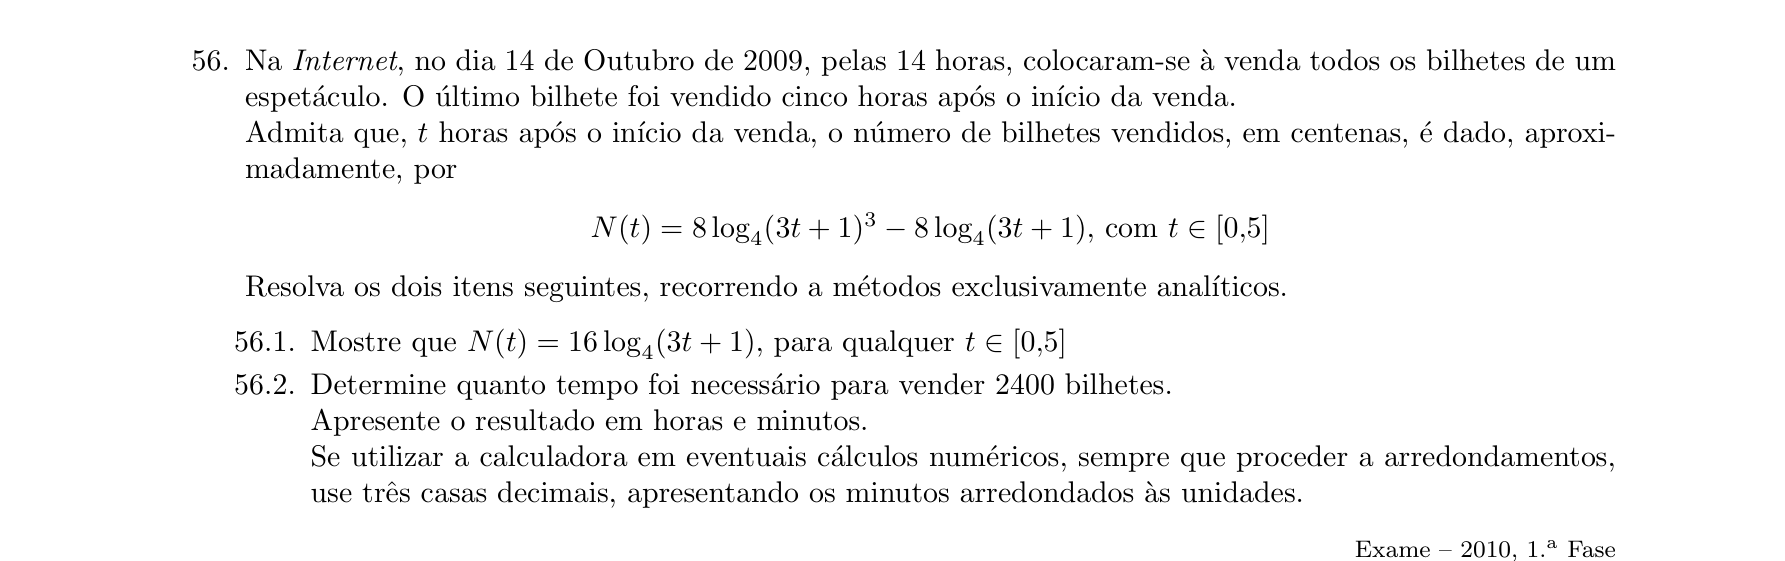 56. Na Internet, no dia 14 de Outubro de 2009, pelas 14 horas, colocaram-se à venda todos os bilhetes de um
espetáculo. O último bilhete foi vendido cinco horas após o início da venda.
Admita que, t horas após o início da venda, o número de bilhetes vendidos, em centenas, é dado, aproxi-
madamente, por
N(t) = 8 log₄(3t + 1)³ − 8 log₄(3t + 1), com t ∈ [0,5]
Resolva os dois itens seguintes, recorrendo a métodos exclusivamente analíticos.
56.1. Mostre que N(t) = 16 log₄(3t + 1), para qualquer t ∈ [0,5]
56.2. Determine quanto tempo foi necessário para vender 2400 bilhetes.
Apresente o resultado em horas e minutos.
Se utilizar a calculadora em eventuais cálculos numéricos, sempre que proceder a arredondamentos,
use três casas decimais, apresentando os minutos arredondados às unidades.
Exame – 2010, 1.ª Fase